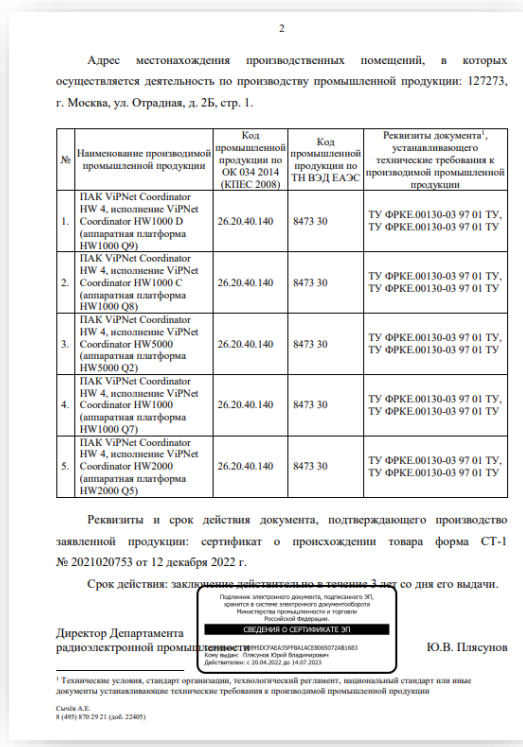 2
Адрес местонахождения производственных помещений, в которых
осуществляется деятельность по производству промышленной продукции: 127273,
г. Москва, ул. Отрадная, д. 2Б, стр. 1.
№
Наименование производимой
промышленной продукции
Код
промышленной
продукции по
ОК 034 2014
(КПЕС 2008)
Код
промышленной
продукции по
ТН ВЭД ЕАЭС
Реквизиты документа¹,
устанавливающего
технические требования к
производимой промышленной
продукции
1.
ПАК ViPNet Coordinator
HW 4, исполнение ViPNet
Coordinator HW1000 D
(аппаратная платформа
HW1000 Q9)
26.20.40.140
8473 30
ТУ ФРКЕ.00130-03 97 01 ТУ,
ТУ ФРКЕ.00130-03 97 01 ТУ
2.
ПАК ViPNet Coordinator
HW 4, исполнение ViPNet
Coordinator HW1000 C
(аппаратная платформа
HW1000 Q8)
26.20.40.140
8473 30
ТУ ФРКЕ.00130-03 97 01 ТУ,
ТУ ФРКЕ.00130-03 97 01 ТУ
3.
ПАК ViPNet Coordinator
HW 4, исполнение ViPNet
Coordinator HW5000
(аппаратная платформа
HW5000 Q2)
26.20.40.140
8473 30
ТУ ФРКЕ.00130-03 97 01 ТУ,
ТУ ФРКЕ.00130-03 97 01 ТУ
4.
ПАК ViPNet Coordinator
HW 4, исполнение ViPNet
Coordinator HW1000
(аппаратная платформа
HW1000 Q7)
26.20.40.140
8473 30
ТУ ФРКЕ.00130-03 97 01 ТУ,
ТУ ФРКЕ.00130-03 97 01 ТУ
5.
ПАК ViPNet Coordinator
HW 4, исполнение ViPNet
Coordinator HW2000
(аппаратная платформа
HW2000 Q5)
26.20.40.140
8473 30
ТУ ФРКЕ.00130-03 97 01 ТУ,
ТУ ФРКЕ.00130-03 97 01 ТУ
Реквизиты и срок действия документа, подтверждающего производство
заявленной продукции: сертификат о происхождении товара форма СТ-1
№ 2021020753 от 12 декабря 2022 г.
Срок действия: заключение действительно в течение 3 лет со дня его выдачи.
Подлинник электронного документа, подписанного ЭП,
хранится в системе электронного документооборота
Министерства промышленности и торговли
Российской Федерации.
СВЕДЕНИЯ О СЕРТИФИКАТЕ ЭП
Кому выдан: Плясунов Юрий Владимирович
Действителен: с 20.04.2022 до 14.07.2023
Директор Департамента
радиоэлектронной промышленности
Ю.В. Плясунов
¹ Технические условия, стандарт организации, технологический регламент, национальный стандарт или иные
документы устанавливающие технические требования к производимой промышленной продукции
Сычёв А.Е.
8 (495) 870 29 21 (доб. 22405)